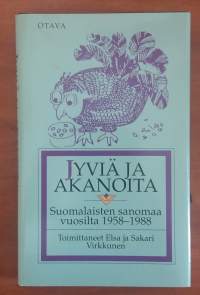 OTAVA
JYVIÄ JA
AKANOITA
Suomalaisten sanomaa
vuosilta 1958–1988
Toimittaneet Elsa ja Sakari
Virkkunen